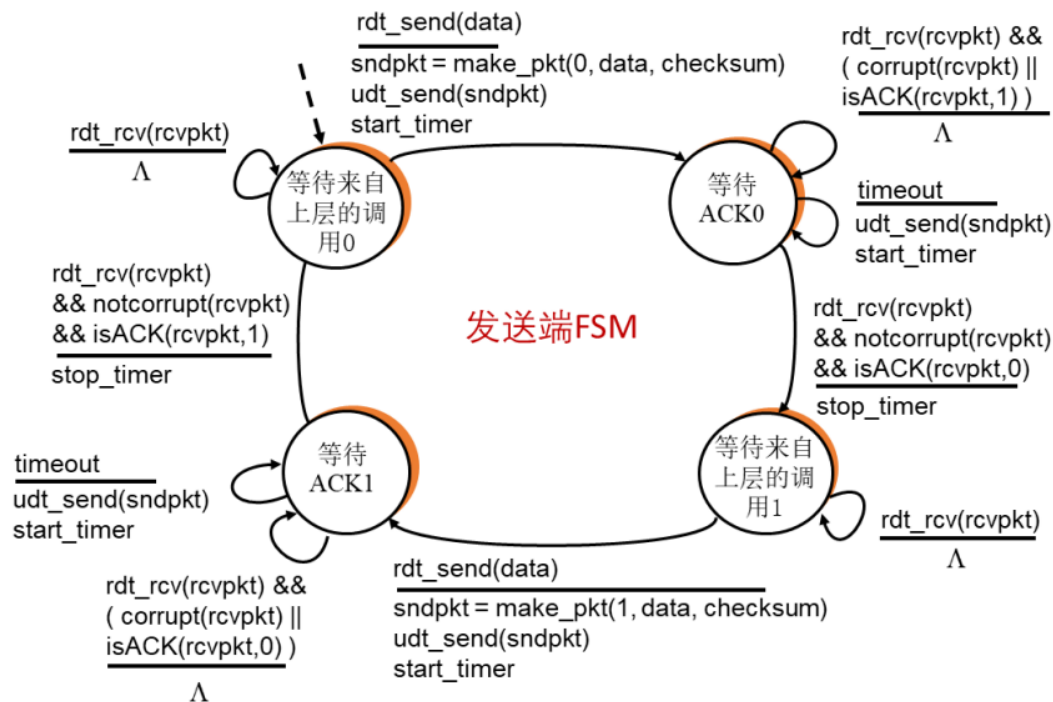 rdt_send(data)
sndpkt = make_pkt(0, data, checksum)
udt_send(sndpkt)
start_timer
rdt_rcv(rcvpkt) &&
( corrupt(rcvpkt) ||
isACK(rcvpkt,1) )
Λ
rdt_rcv(rcvpkt)
Λ
等待来自
上层的调
用0
等待
ACK0
timeout
udt_send(sndpkt)
start_timer
rdt_rcv(rcvpkt)
&& notcorrupt(rcvpkt)
&& isACK(rcvpkt,1)
stop_timer
发送端FSM
rdt_rcv(rcvpkt)
&& notcorrupt(rcvpkt)
&& isACK(rcvpkt,0)
stop_timer
等待
ACK1
等待来自
上层的调
用1
timeout
udt_send(sndpkt)
start_timer
rdt_rcv(rcvpkt)
Λ
rdt_rcv(rcvpkt) &&
( corrupt(rcvpkt) ||
isACK(rcvpkt,0) )
Λ
rdt_send(data)
sndpkt = make_pkt(1, data, checksum)
udt_send(sndpkt)
start_timer